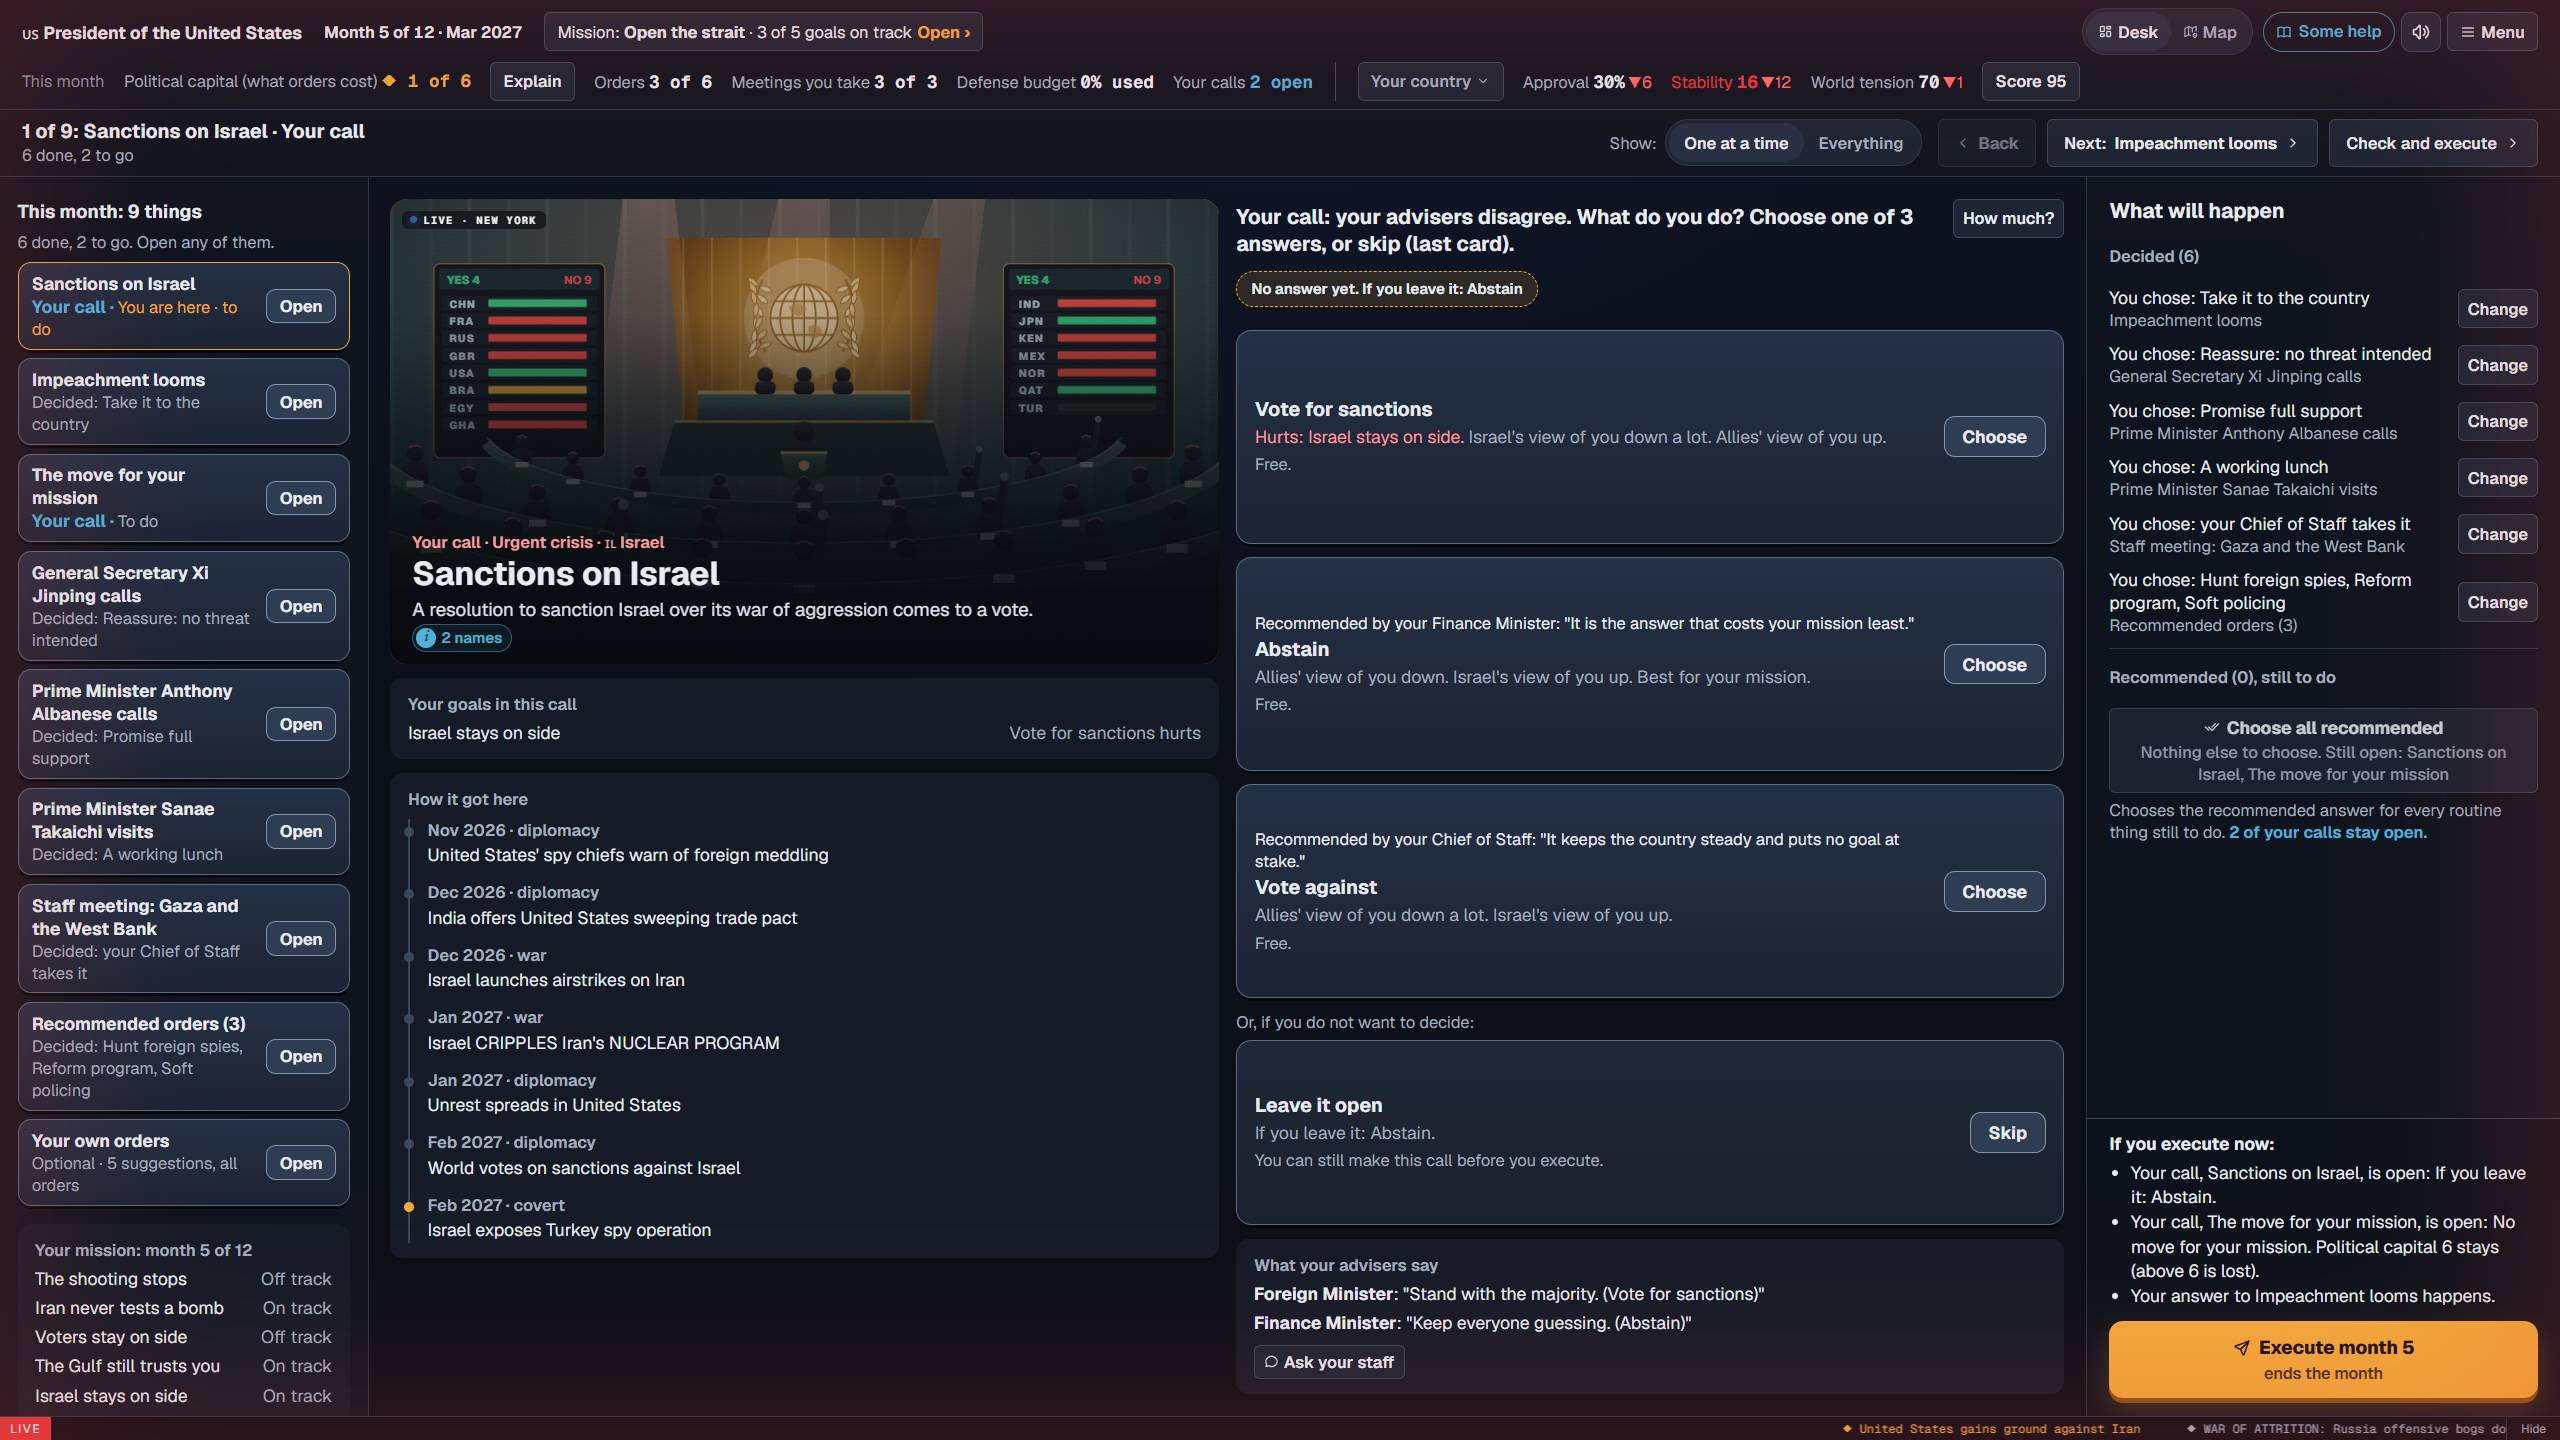 US President of the United States
Month 5 of 12 · Mar 2027
Mission: Open the strait · 3 of 5 goals on track Open ›
Desk
Map
Some help
Menu
This month
Political capital (what orders cost) ◆ 1 of 6
Explain
Orders 3 of 6
Meetings you take 3 of 3
Defense budget 0% used
Your calls 2 open
Your country
Approval 30% ▼6
Stability 16 ▼12
World tension 70 ▼1
Score 95
1 of 9: Sanctions on Israel · Your call
6 done, 2 to go
Show:
One at a time
Everything
Back
Next: Impeachment looms
Check and execute
This month: 9 things
6 done, 2 to go. Open any of them.
Sanctions on Israel
Your call · You are here · to
do
Open
Impeachment looms
Decided: Take it to the
country
Open
The move for your
mission
Your call · To do
Open
General Secretary Xi
Jinping calls
Decided: Reassure: no threat
intended
Open
Prime Minister Anthony
Albanese calls
Decided: Promise full
support
Open
Prime Minister Sanae
Takaichi visits
Decided: A working lunch
Open
Staff meeting: Gaza and
the West Bank
Decided: your Chief of Staff
takes it
Open
Recommended orders (3)
Decided: Hunt foreign spies,
Reform program, Soft
policing
Open
Your own orders
Optional · 5 suggestions, all
orders
Open
Your mission: month 5 of 12
The shooting stops Off track
Iran never tests a bomb On track
Voters stay on side Off track
The Gulf still trusts you On track
Israel stays on side On track
LIVE · NEW YORK
YES 4 NO 9
CHN
FRA
RUS
GBR
USA
BRA
EGY
GHA
YES 4 NO 9
IND
JPN
KEN
MEX
NOR
QAT
TUR
Your call · Urgent crisis · IL Israel
Sanctions on Israel
A resolution to sanction Israel over its war of aggression comes to a vote.
i 2 names
Your goals in this call
Israel stays on side Vote for sanctions hurts
How it got here
Nov 2026 · diplomacy
United States' spy chiefs warn of foreign meddling
Dec 2026 · diplomacy
India offers United States sweeping trade pact
Dec 2026 · war
Israel launches airstrikes on Iran
Jan 2027 · war
Israel CRIPPLES Iran's NUCLEAR PROGRAM
Jan 2027 · diplomacy
Unrest spreads in United States
Feb 2027 · diplomacy
World votes on sanctions against Israel
Feb 2027 · covert
Israel exposes Turkey spy operation
Your call: your advisers disagree. What do you do? Choose one of 3
answers, or skip (last card).
How much?
No answer yet. If you leave it: Abstain
Vote for sanctions
Hurts: Israel stays on side. Israel's view of you down a lot. Allies' view of you up.
Free.
Choose
Recommended by your Finance Minister: "It is the answer that costs your mission least."
Abstain
Allies' view of you down. Israel's view of you up. Best for your mission.
Free.
Choose
Recommended by your Chief of Staff: "It keeps the country steady and puts no goal at
stake."
Vote against
Allies' view of you down a lot. Israel's view of you up.
Free.
Choose
Or, if you do not want to decide:
Leave it open
If you leave it: Abstain.
You can still make this call before you execute.
Skip
What your advisers say
Foreign Minister: "Stand with the majority. (Vote for sanctions)"
Finance Minister: "Keep everyone guessing. (Abstain)"
Ask your staff
What will happen
Decided (6)
You chose: Take it to the country
Impeachment looms
Change
You chose: Reassure: no threat intended
General Secretary Xi Jinping calls
Change
You chose: Promise full support
Prime Minister Anthony Albanese calls
Change
You chose: A working lunch
Prime Minister Sanae Takaichi visits
Change
You chose: your Chief of Staff takes it
Staff meeting: Gaza and the West Bank
Change
You chose: Hunt foreign spies, Reform
program, Soft policing
Recommended orders (3)
Change
Recommended (0), still to do
Choose all recommended
Nothing else to choose. Still open: Sanctions on
Israel, The move for your mission
Chooses the recommended answer for every routine
thing still to do. 2 of your calls stay open.
If you execute now:
• Your call, Sanctions on Israel, is open: If you leave
it: Abstain.
• Your call, The move for your mission, is open: No
move for your mission. Political capital 6 stays
(above 6 is lost).
• Your answer to Impeachment looms happens.
Execute month 5
ends the month
LIVE
◆ United States gains ground against Iran
◆ WAR OF ATTRITION: Russia offensive bogs do
Hide